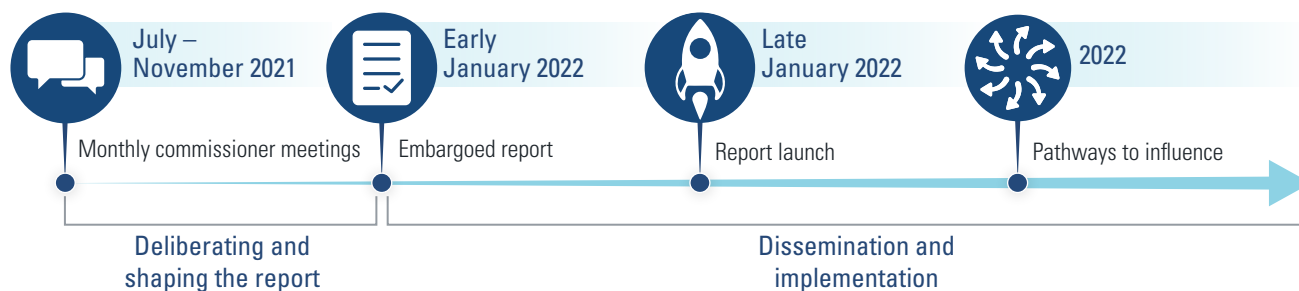 July –
November 2021
Early
January 2022
Late
January 2022
2022
Monthly commissioner meetings
Embargoed report
Report launch
Pathways to influence
Deliberating and
shaping the report
Dissemination and
implementation